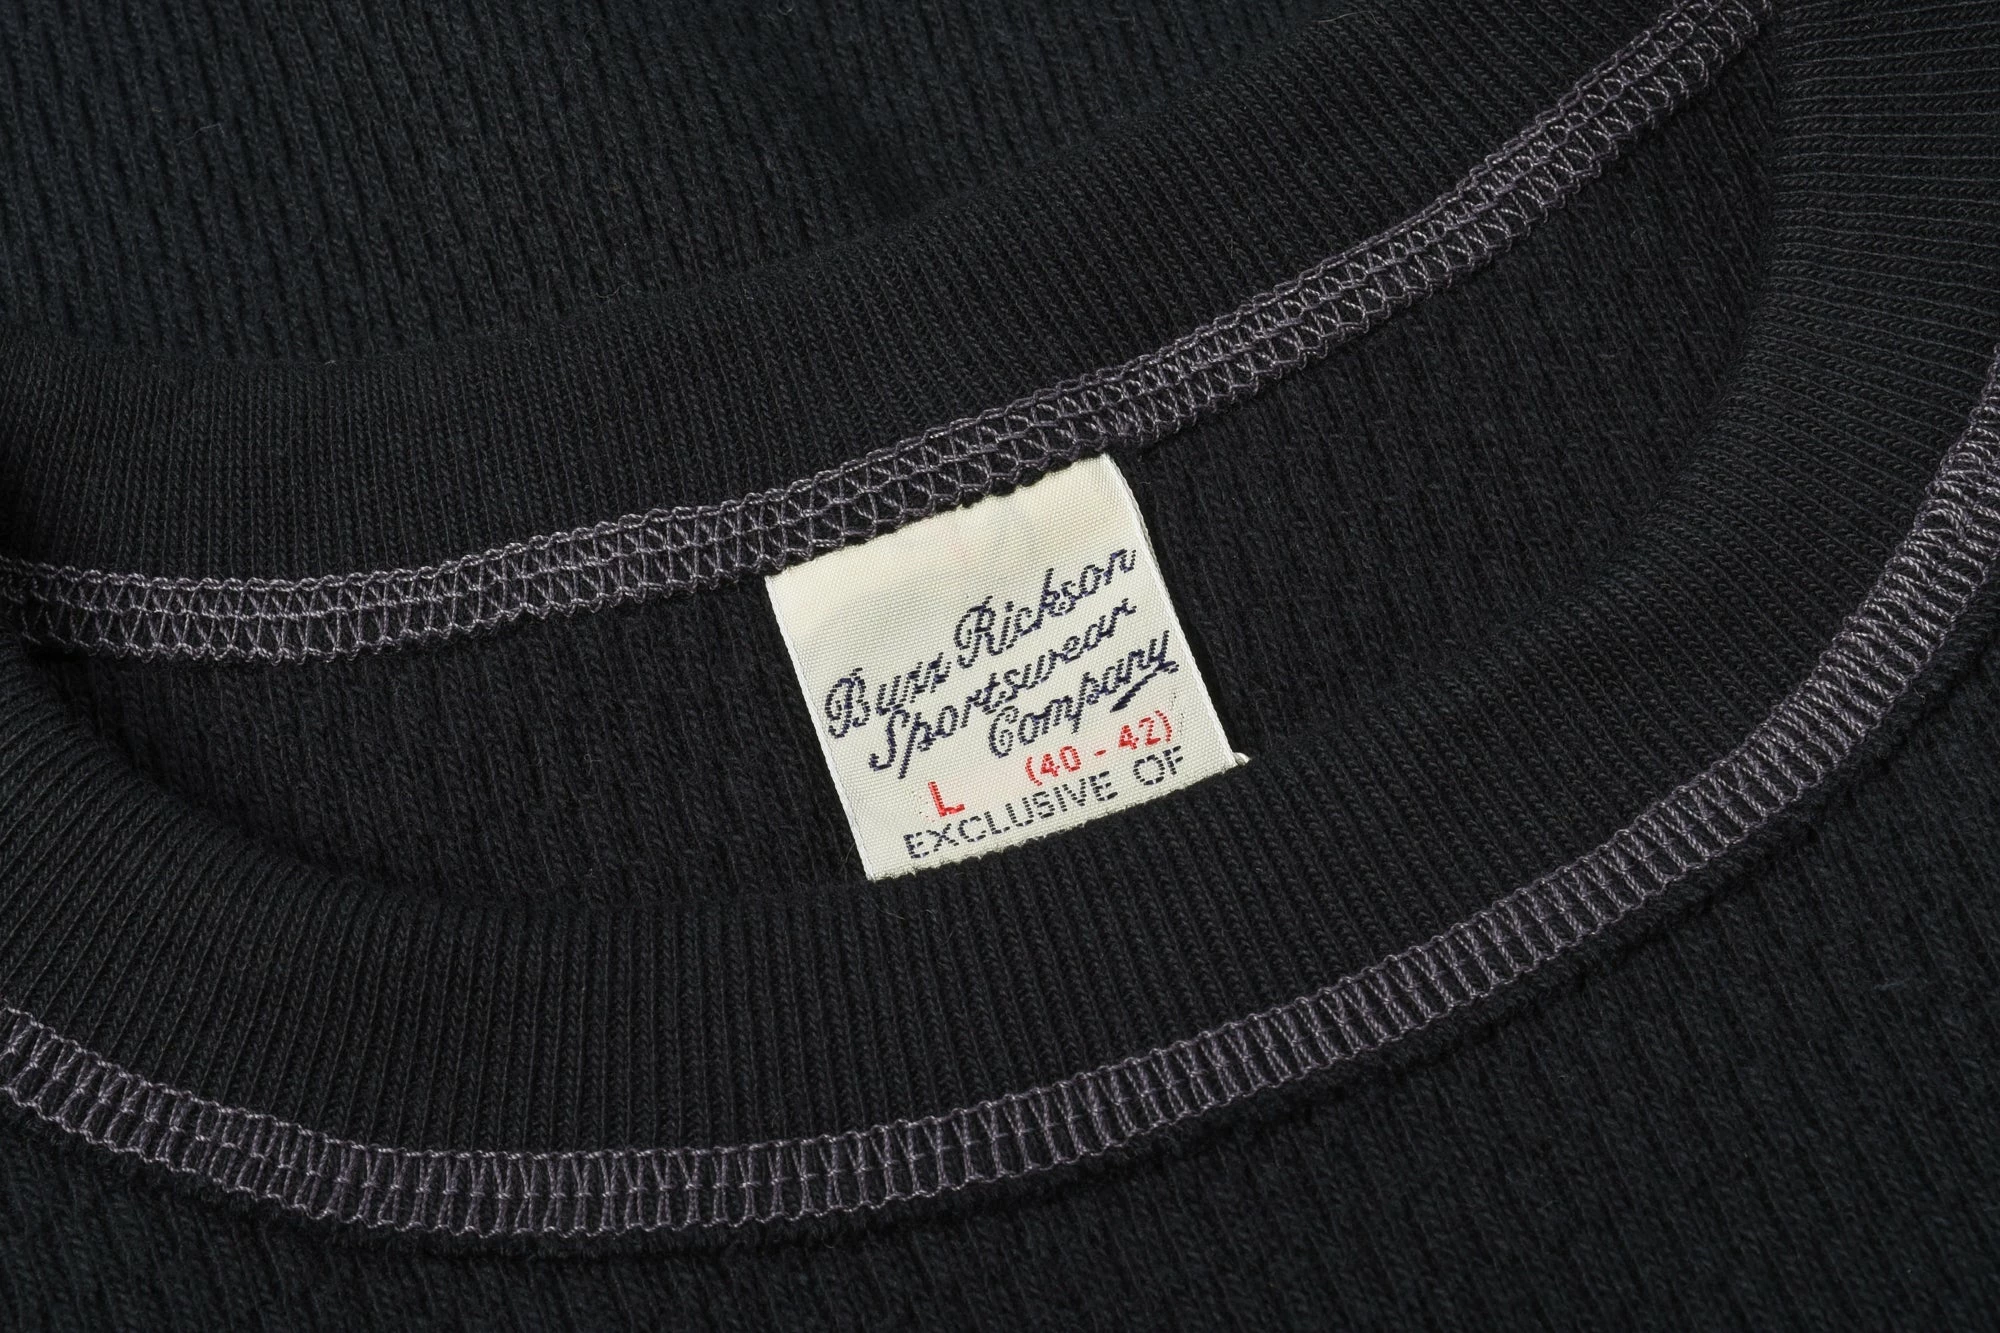 Buzz Rickson
Sportswear
Company
L (40 - 42)
EXCLUSIVE OF